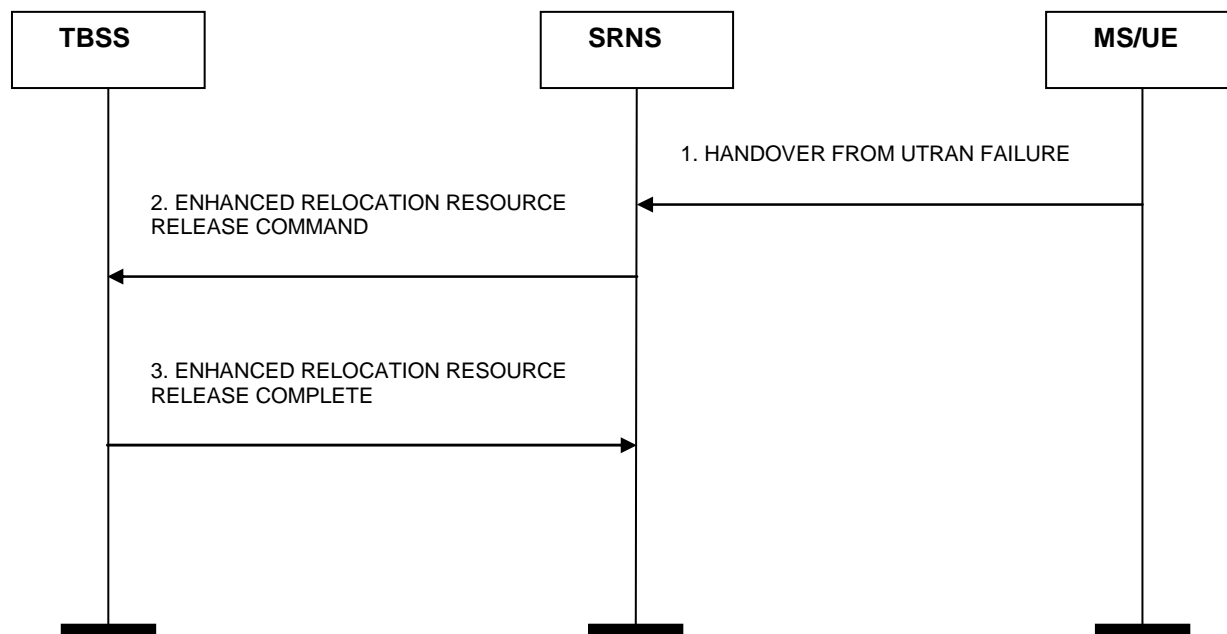 TBSS
SRNS
MS/UE
1. HANDOVER FROM UTRAN FAILURE
2. ENHANCED RELOCATION RESOURCE
RELEASE COMMAND
3. ENHANCED RELOCATION RESOURCE
RELEASE COMPLETE